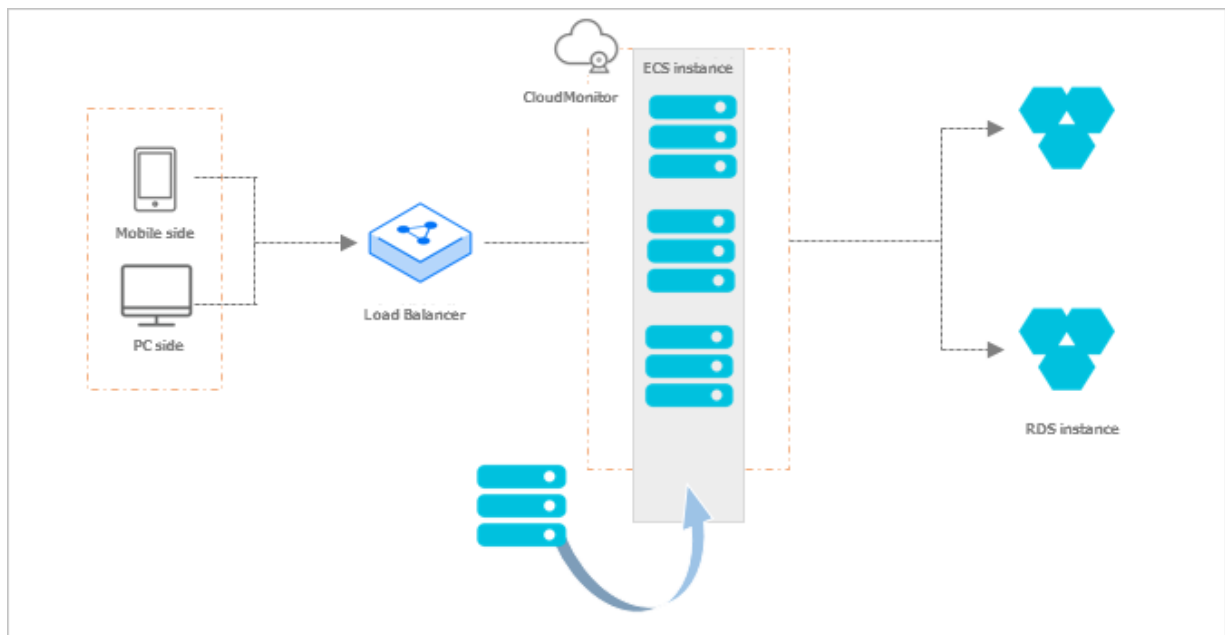 CloudMonitor
ECS instance
Mobile side
PC side
Load Balancer
RDS instance